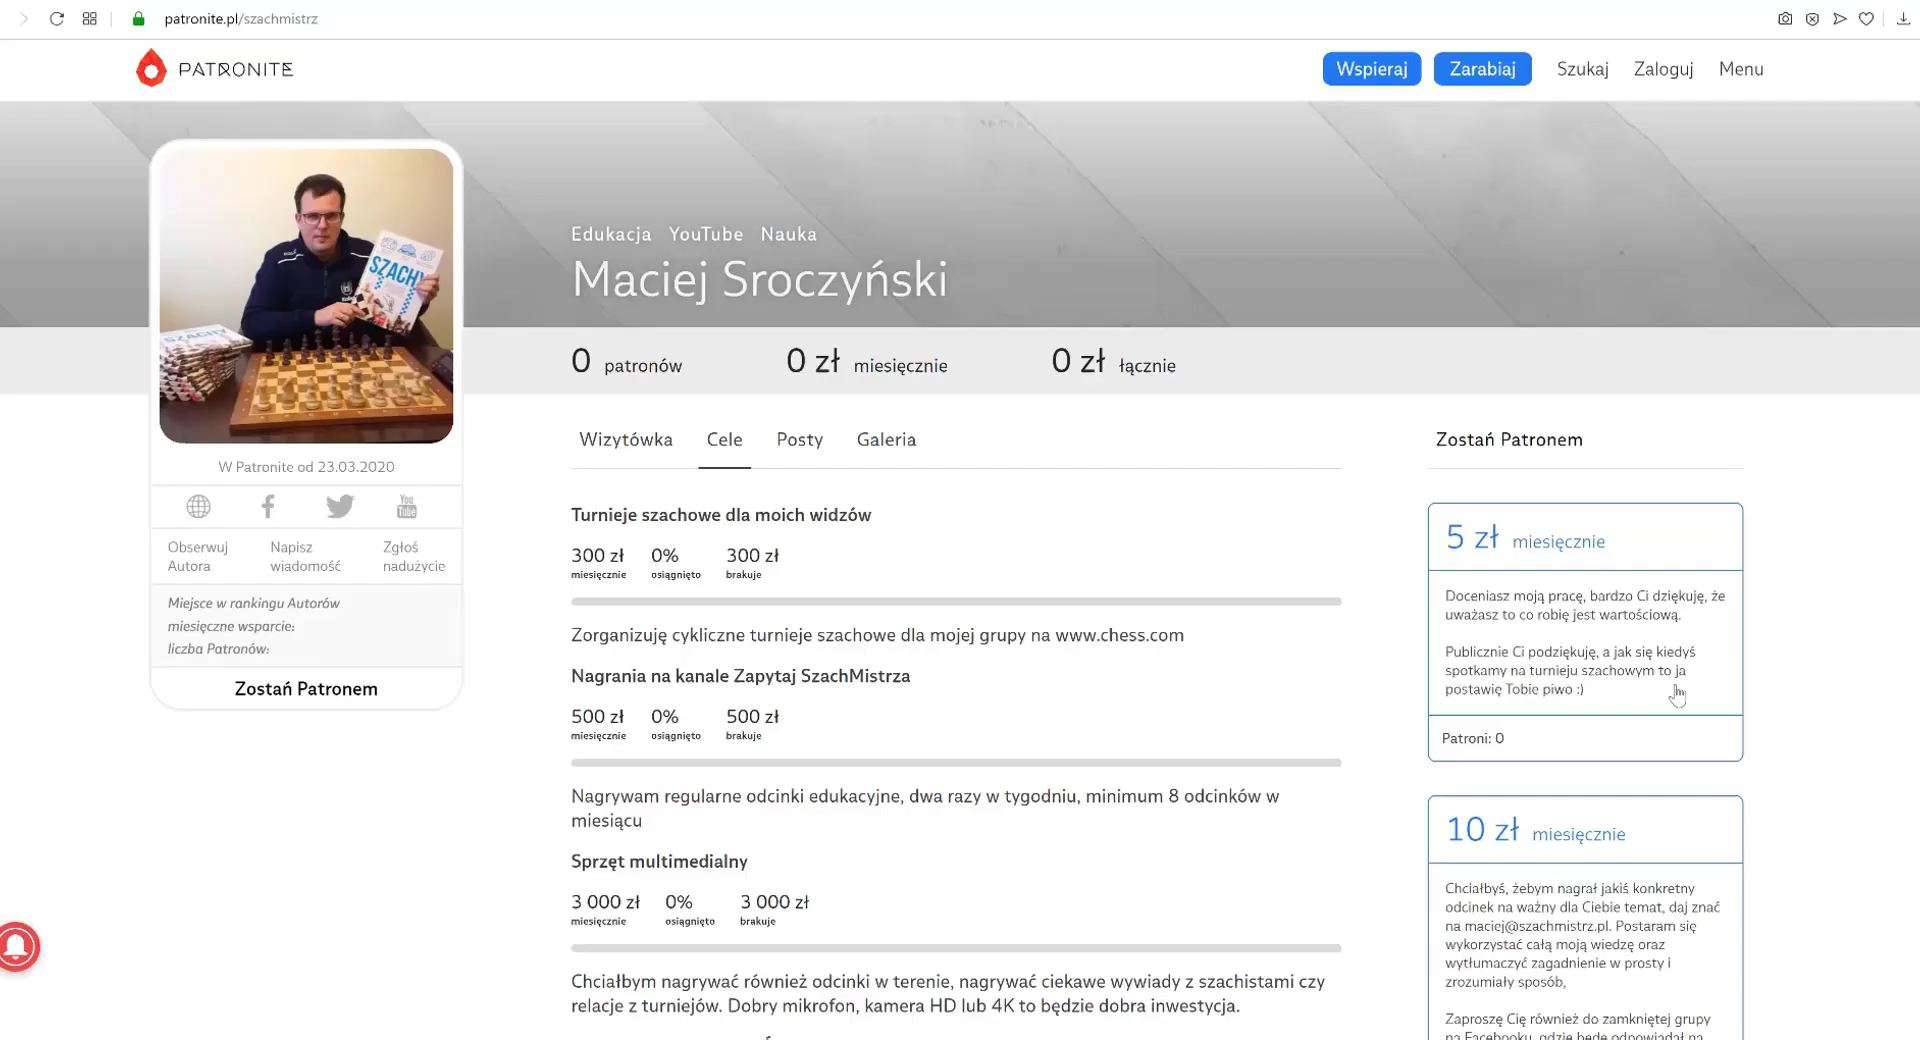 patronite.pl/szachmistrz
PATRONITE
Wspieraj
Zarabiaj
Szukaj
Zaloguj
Menu
Edukacja YouTube Nauka
Maciej Sroczyński
SZACHY
0 patronów
0 zł miesięcznie
0 zł łącznie
W Patronite od 23.03.2020
You Tube
Obserwuj Autora
Napisz wiadomość
Zgłoś nadużycie
Miejsce w rankingu Autorów
miesięczne wsparcie:
liczba Patronów:
Zostań Patronem
Wizytówka Cele Posty Galeria
Turnieje szachowe dla moich widzów
300 zł 0% 300 zł
miesięcznie osiągnięto brakuje
Zorganizuję cykliczne turnieje szachowe dla mojej grupy na www.chess.com
Nagrania na kanale Zapytaj SzachMistrza
500 zł 0% 500 zł
miesięcznie osiągnięto brakuje
Nagrywam regularne odcinki edukacyjne, dwa razy w tygodniu, minimum 8 odcinków w
miesiącu
Sprzęt multimedialny
3 000 zł 0% 3 000 zł
miesięcznie osiągnięto brakuje
Chciałbym nagrywać również odcinki w terenie, nagrywać ciekawe wywiady z szachistami czy
relacje z turniejów. Dobry mikrofon, kamera HD lub 4K to będzie dobra inwestycja.
Zostań Patronem
5 zł miesięcznie
Doceniasz moją pracę, bardzo Ci dziękuję, że
uważasz to co robię jest wartościową.
Publicznie Ci podziękuję, a jak się kiedyś
spotkamy na turnieju szachowym to ja
postawię Tobie piwo :)
Patroni: 0
10 zł miesięcznie
Chciałbyś, żebym nagrał jakiś konkretny
odcinek na ważny dla Ciebie temat, daj znać
na maciej@szachmistrz.pl. Postaram się
wykorzystać całą moją wiedzę oraz
wytłumaczyć zagadnienie w prosty i
zrozumiały sposób,
Zaproszę Cię również do zamkniętej grupy
na Facebooku, gdzie będę odpowiadał na